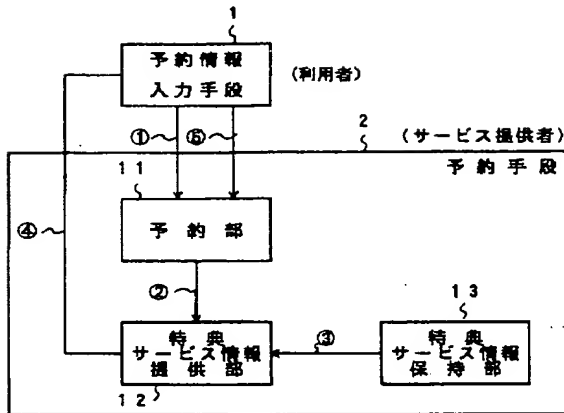 1
予約情報
入力手段
(利用者)
① ⑤
2
(サービス提供者)
予約手段
11
予約部
④
②
13
特典
サービス情報
提供部
③
特典
サービス情報
保持部
12